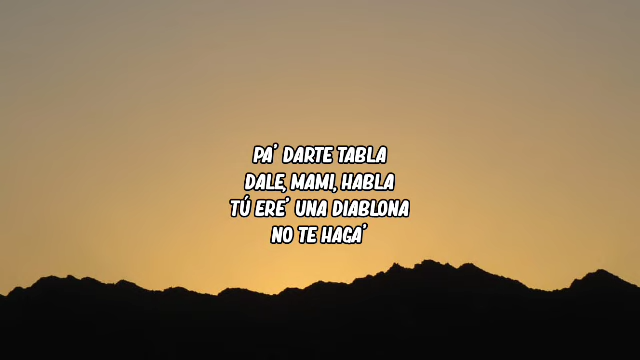 PA' DARTE TABLA
DALE, MAMI, HABLA
TÚ ERE' UNA DIABLONA
NO TE HAGA'